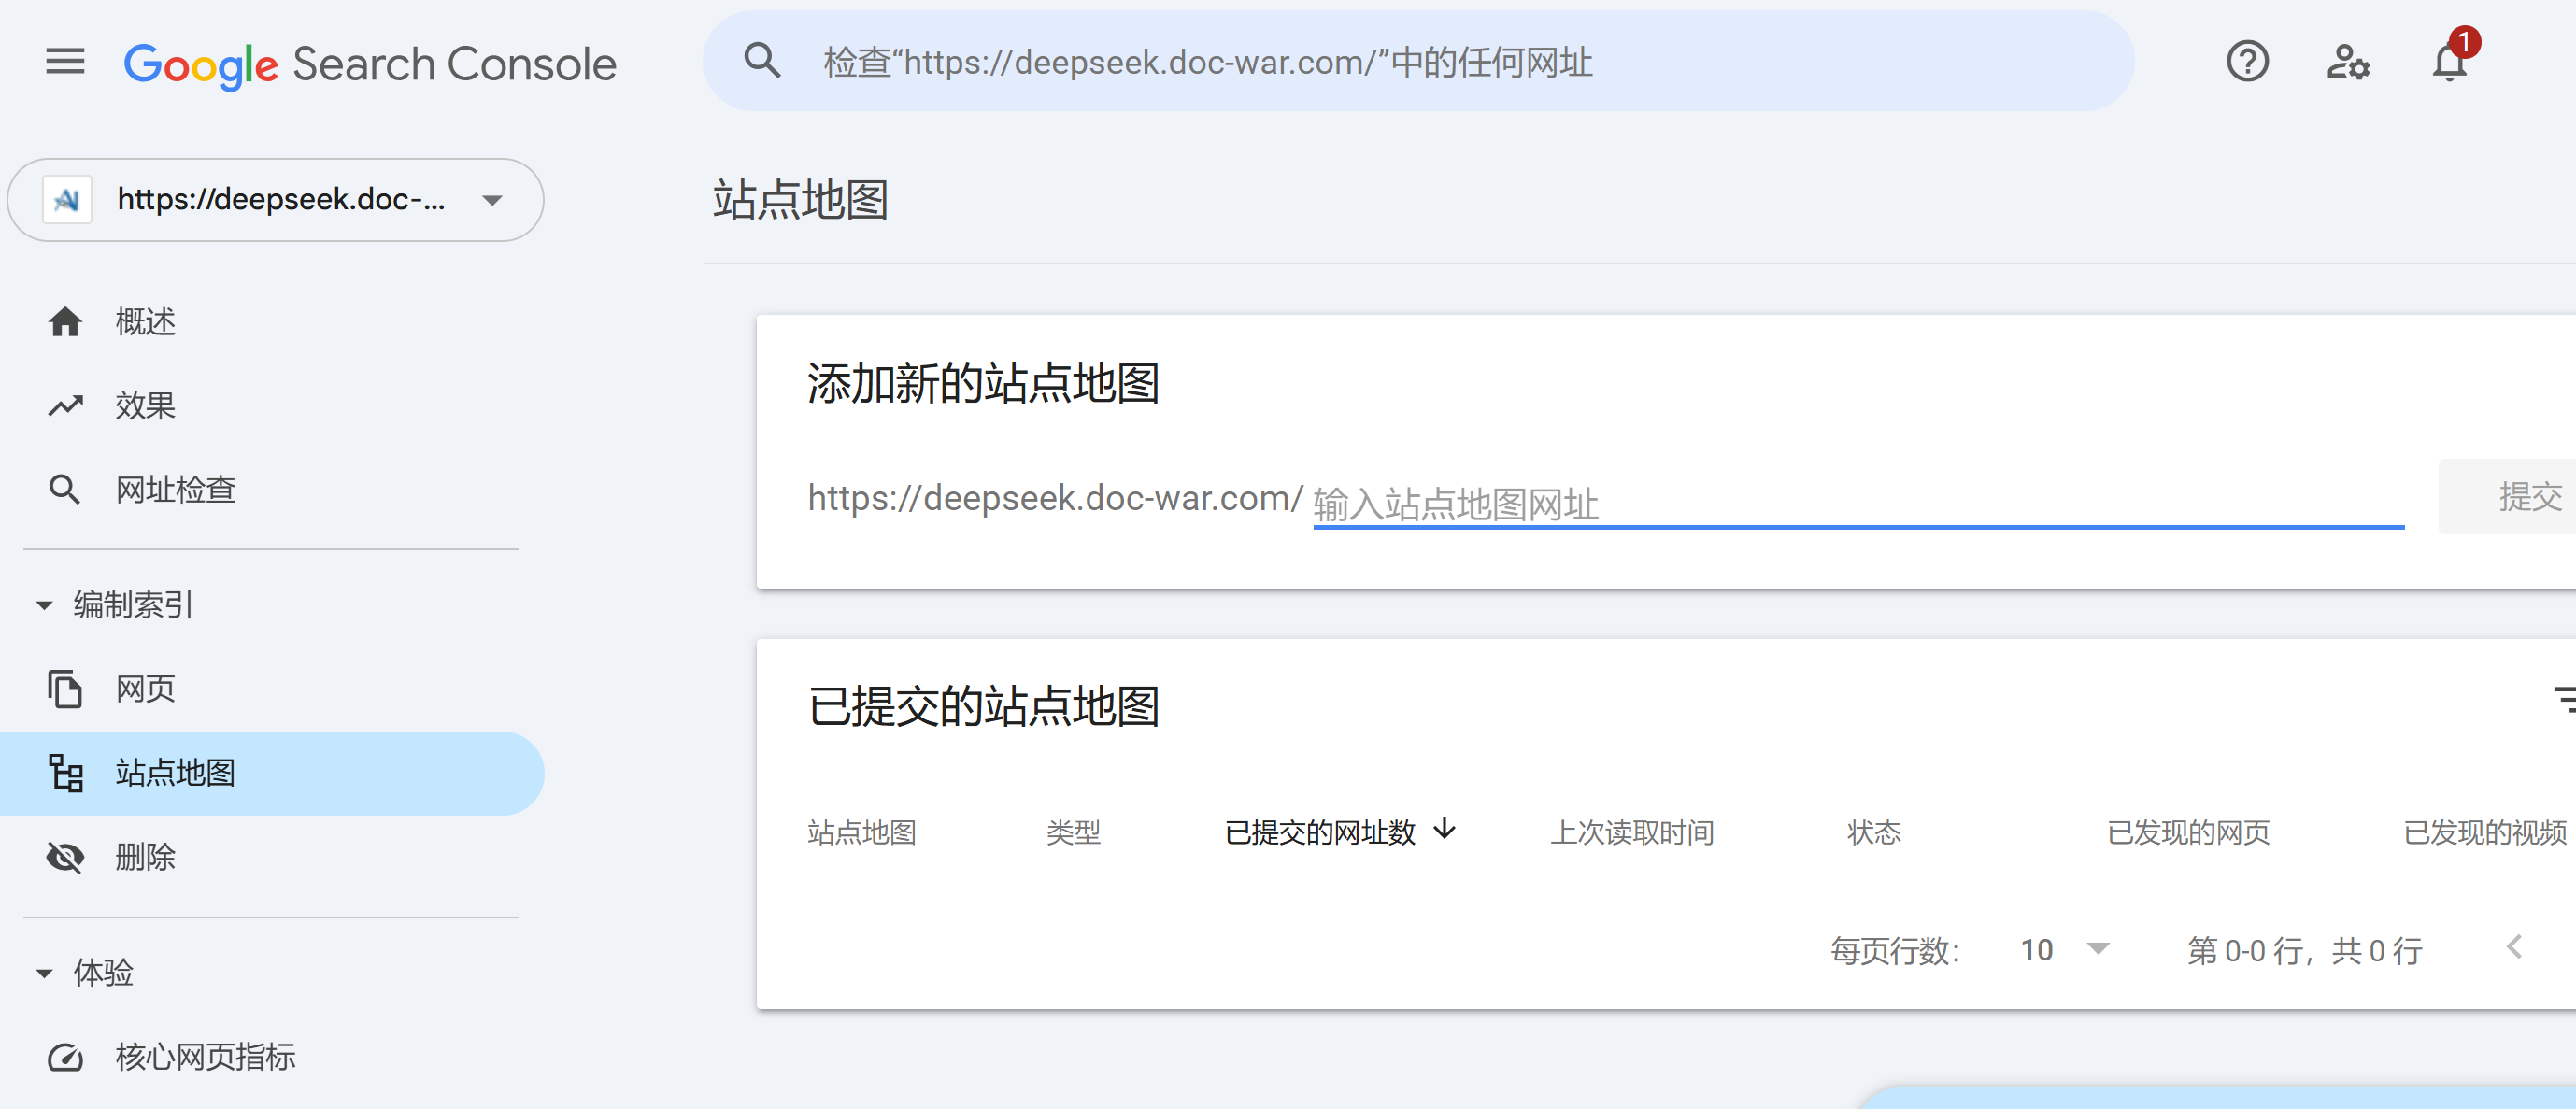 Google Search Console
检查“https://deepseek.doc-war.com/”中的任何网址
1
https://deepseek.doc-...
站点地图
概述
效果
网址检查
编制索引
网页
站点地图
删除
体验
核心网页指标
添加新的站点地图
https://deepseek.doc-war.com/ 输入站点地图网址
提交
已提交的站点地图
站点地图 类型 已提交的网址数 上次读取时间 状态 已发现的网页 已发现的视频
每页行数： 10 第 0-0 行，共 0 行